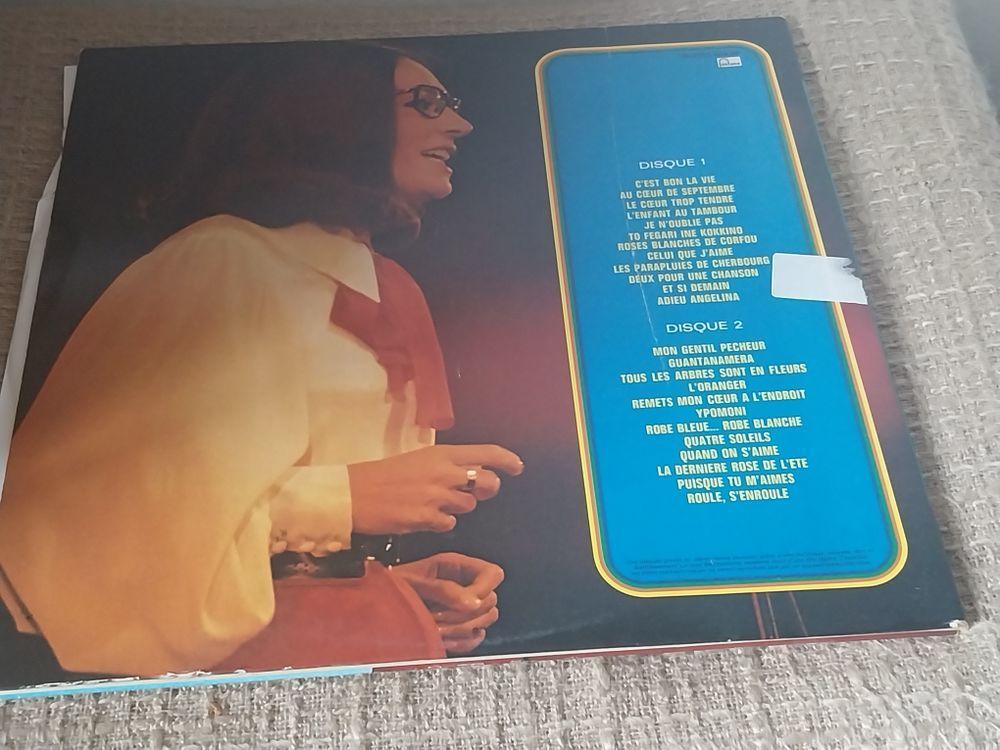 fontana
DISQUE 1
C'EST BON LA VIE
AU CŒUR DE SEPTEMBRE
LE CŒUR TROP TENDRE
L'ENFANT AU TAMBOUR
JE N'OUBLIE PAS
TO FEGARI INE KOKKINO
ROSES BLANCHES DE CORFOU
CELUI QUE J'AIME
LES PARAPLUIES DE CHERBOURG
DEUX POUR UNE CHANSON
ET SI DEMAIN
ADIEU ANGELINA
DISQUE 2
MON GENTIL PECHEUR
GUANTANAMERA
TOUS LES ARBRES SONT EN FLEURS
L'ORANGER
REMETS MON CŒUR A L'ENDROIT
YPOMONI
ROBE BLEUE... ROBE BLANCHE
QUATRE SOLEILS
QUAND ON S'AIME
LA DERNIERE ROSE DE L'ETE
PUISQUE TU M'AIMES
ROULE, S'ENROULE